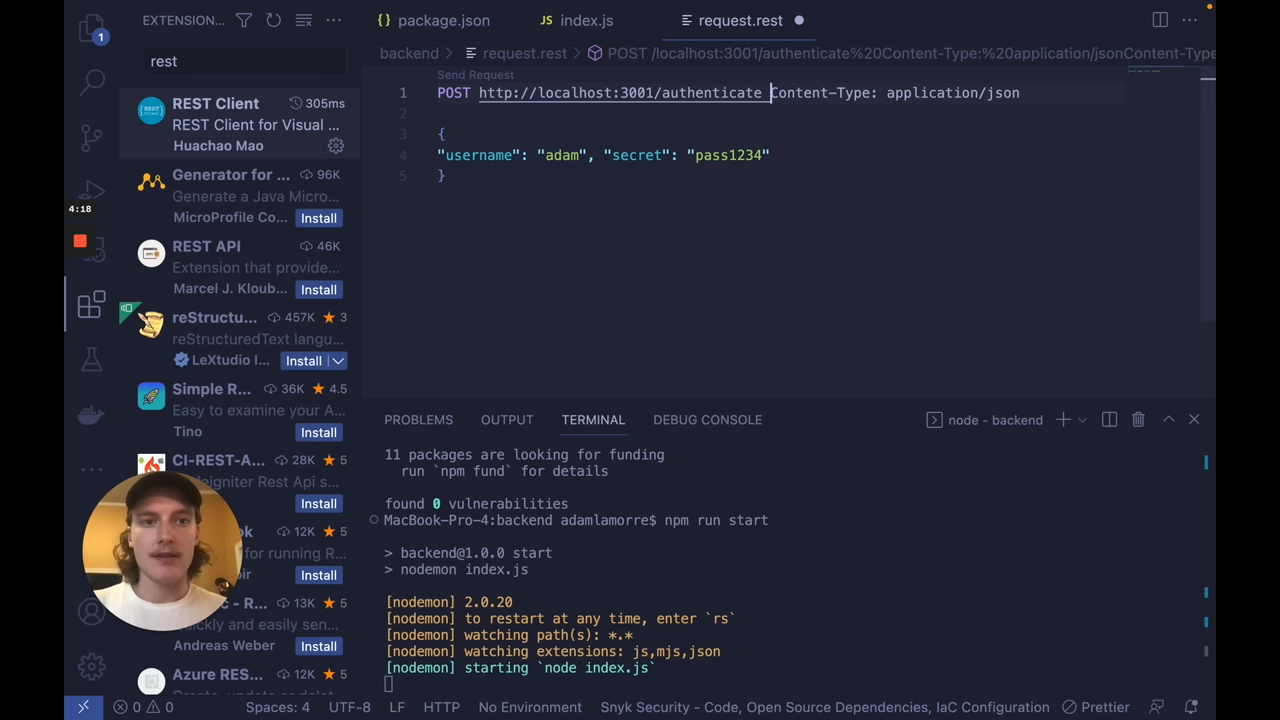 1
EXTENSION...
rest
REST Client 305ms
REST Client for Visual ...
Huachao Mao
Generator for ... 96K
Generate a Java Micro...
MicroProfile Co... Install
REST API 46K
Extension that provide...
Marcel J. Kloub... Install
reStructu... 457K ★ 3
reStructuredText langu...
LeXtudio I... Install
Simple R... 36K ★ 4.5
Easy to examine your A...
Tino Install
CI-REST-A... 28K ★ 5
Rest Api s...
Install
12K ★ 5
for running R...
Install
- R... 13K ★ 5
and easily sen...
Andreas Weber Install
Azure RES... 12K ★ 5
4:18
{} package.json JS index.js request.rest
backend > request.rest > POST /localhost:3001/authenticate%20Content-Type:%20application/jsonContent-Type
Send Request
1 POST http://localhost:3001/authenticate Content-Type: application/json
2
3 {
4 "username": "adam", "secret": "pass1234"
5 }
PROBLEMS OUTPUT TERMINAL DEBUG CONSOLE node - backend
11 packages are looking for funding
run `npm fund` for details
found 0 vulnerabilities
MacBook-Pro-4:backend adamlamorre$ npm run start
> backend@1.0.0 start
> nodemon index.js
[nodemon] 2.0.20
[nodemon] to restart at any time, enter `rs`
[nodemon] watching path(s): *.*
[nodemon] watching extensions: js,mjs,json
[nodemon] starting `node index.js`
0 0 Spaces: 4 UTF-8 LF HTTP No Environment Snyk Security - Code, Open Source Dependencies, IaC Configuration Prettier